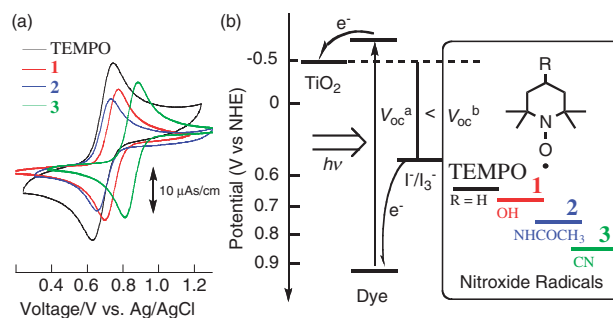 (a)
TEMPO
1
2
3
10 µAs/cm
0.4 0.6 0.8 1.0 1.2
Voltage/V vs. Ag/AgCl
(b)
Potential (V vs NHE)
-0.5
0
0.6
0.7
0.8
0.9
e-
TiO2
hν
Voc a < Voc b
I-/I3-
e-
Dye
R
N
O
•
TEMPO
R = H
1
OH
2
NHCOCH3
3
CN
Nitroxide Radicals